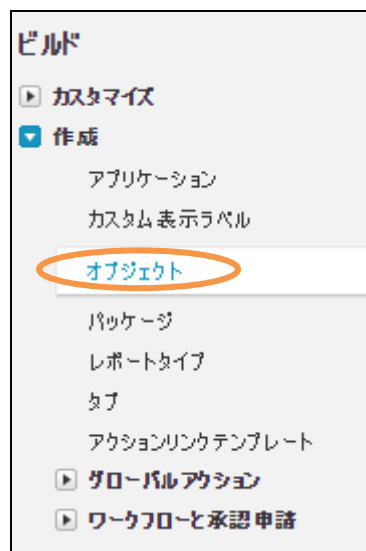 ビルド
カスタマイズ
作成
アプリケーション
カスタム表示ラベル
オブジェクト
パッケージ
レポートタイプ
タブ
アクションリンクテンプレート
グローバルアクション
ワークフローと承認申請